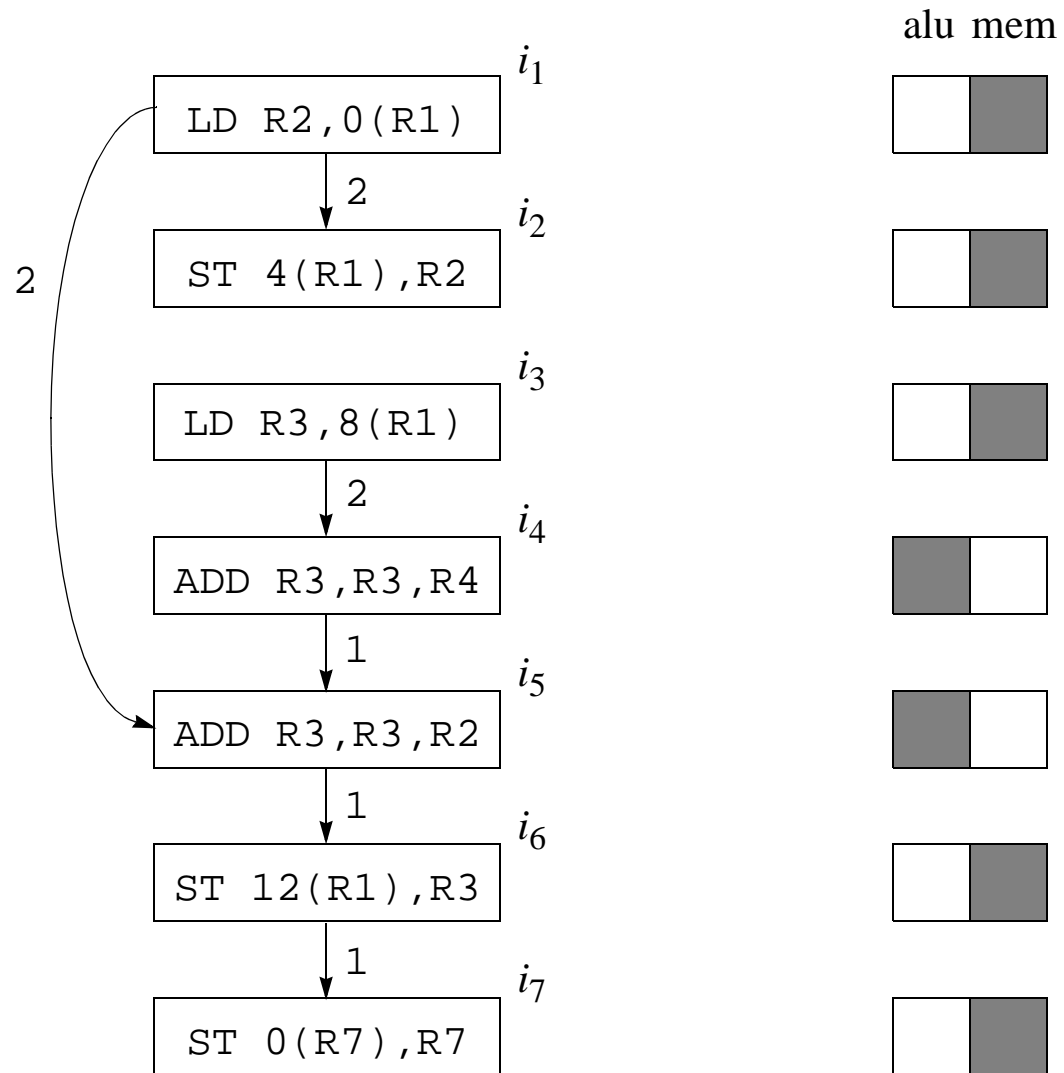 alu mem
i1
LD R2,0(R1)
2
i2
ST 4(R1),R2
2
i3
LD R3,8(R1)
2
i4
ADD R3,R3,R4
1
i5
ADD R3,R3,R2
1
i6
ST 12(R1),R3
1
i7
ST 0(R7),R7